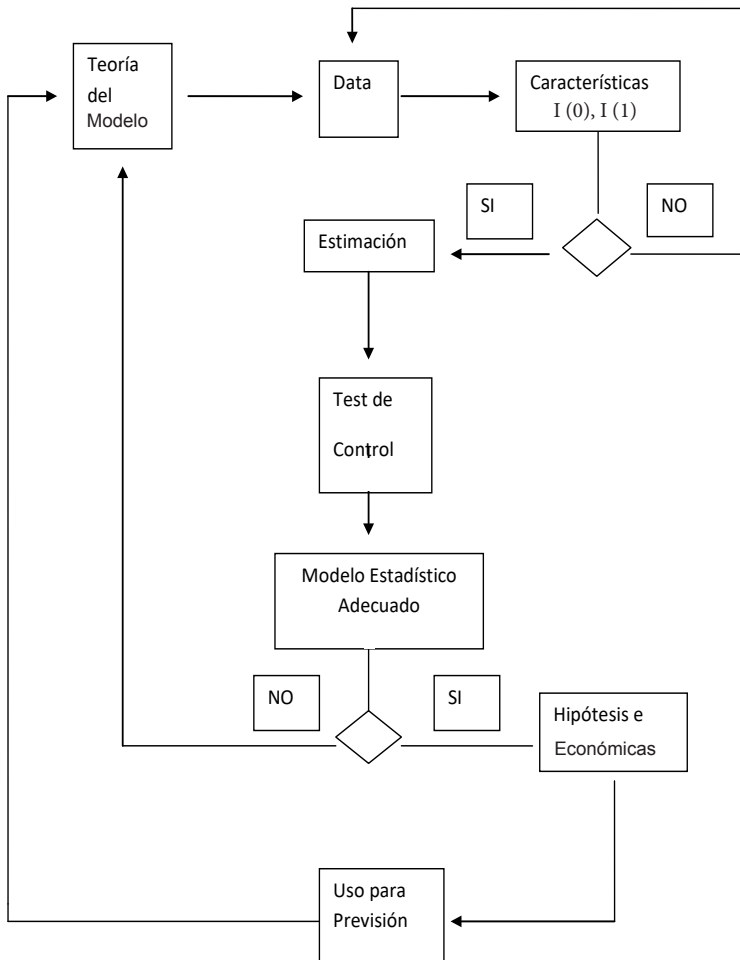 Teoría
del
Modelo
Data
Características
I (0), I (1)
SI
NO
Estimación
Test de
Control
Modelo Estadístico
Adecuado
NO
SI
Hipótesis e
Económicas
Uso para
Previsión